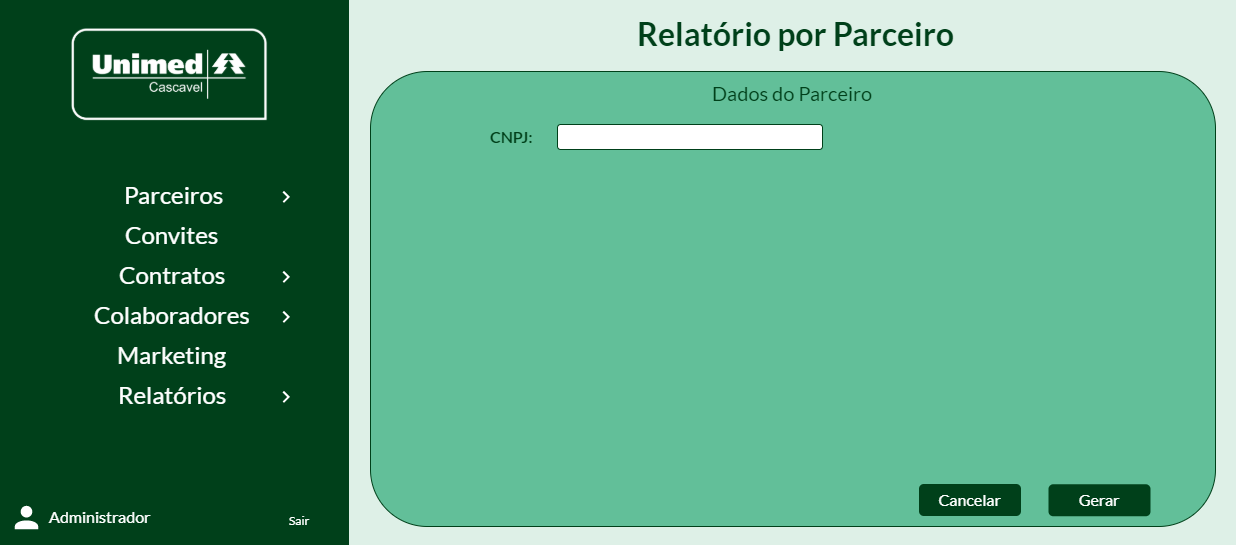 Unimed
Cascavel
Parceiros
Convites
Contratos
Colaboradores
Marketing
Relatórios
Administrador
Sair
Relatório por Parceiro
Dados do Parceiro
CNPJ:
Cancelar
Gerar